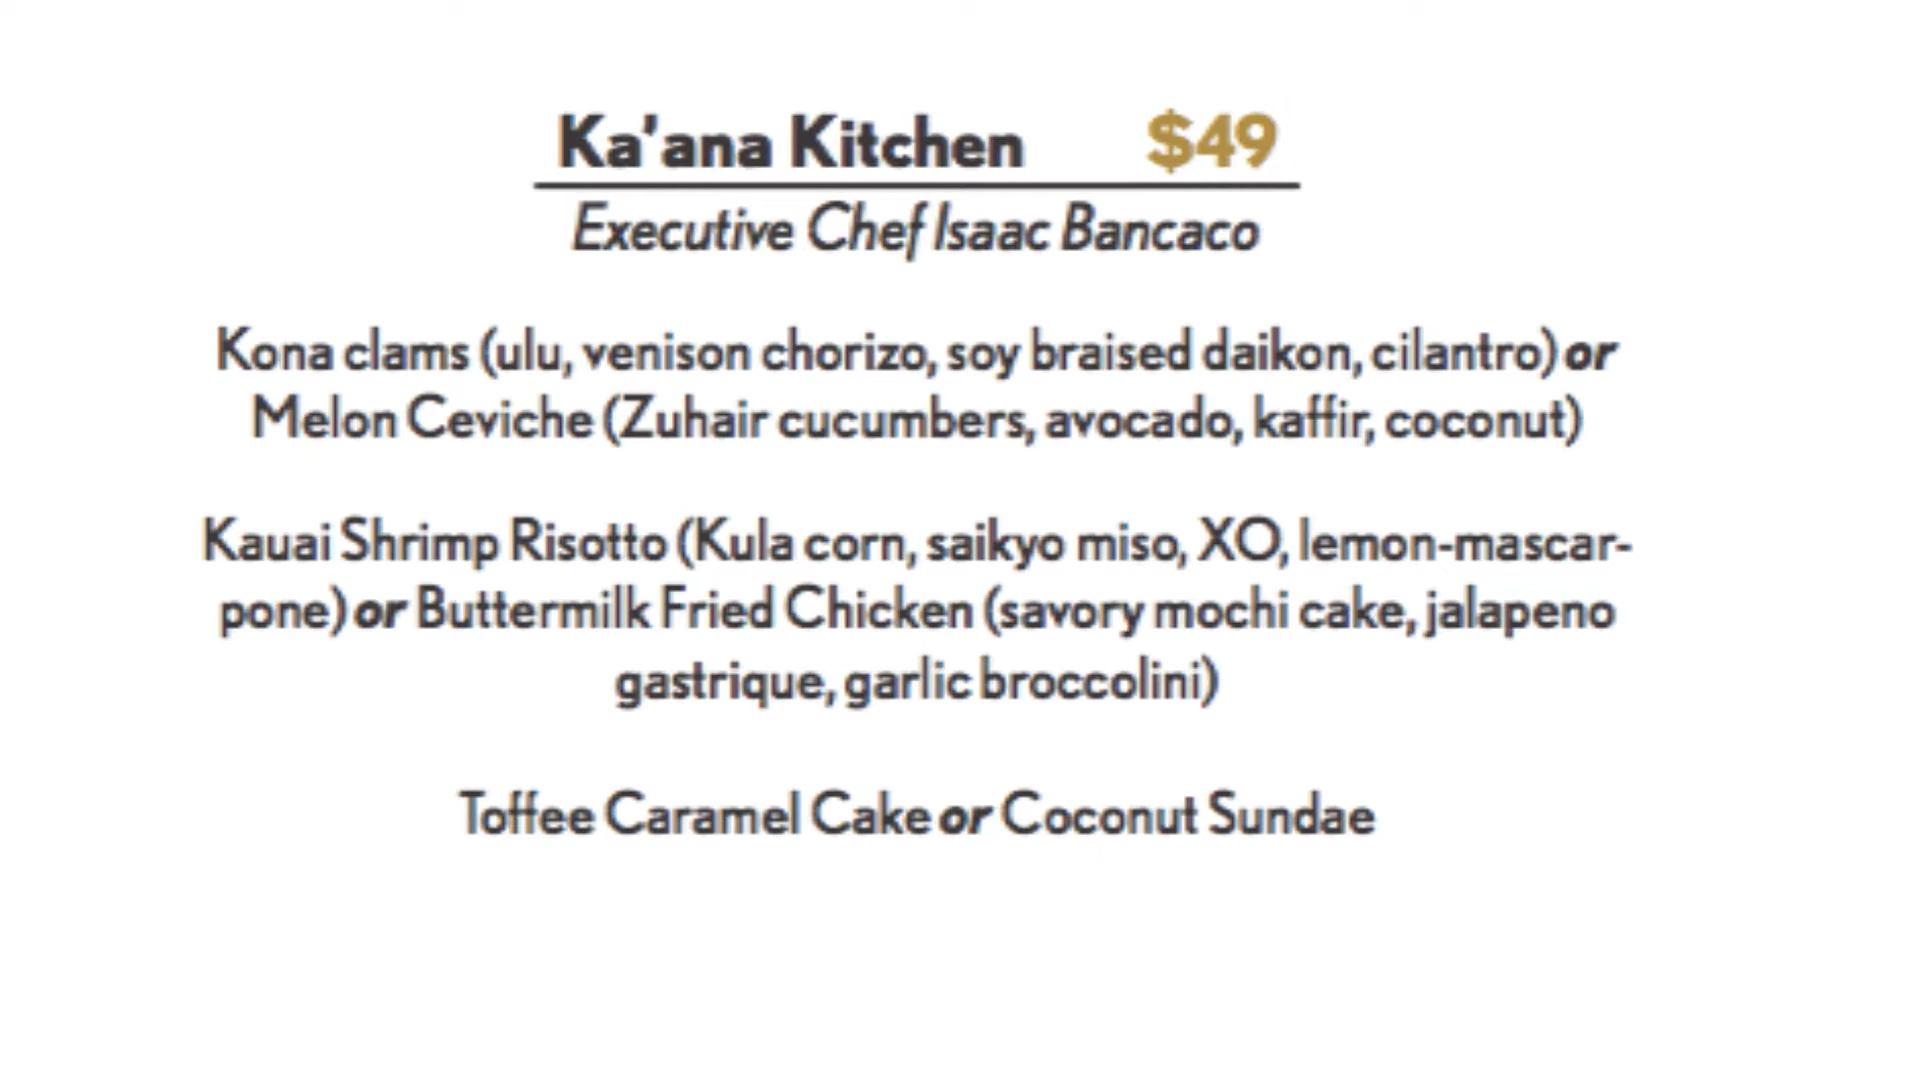 Ka'ana Kitchen $49
Executive Chef Isaac Bancaco
Kona clams (ulu, venison chorizo, soy braised daikon, cilantro) or
Melon Ceviche (Zuhair cucumbers, avocado, kaffir, coconut)
Kauai Shrimp Risotto (Kula corn, saikyo miso, XO, lemon-mascar-
pone) or Buttermilk Fried Chicken (savory mochi cake, jalapeno
gastrique, garlic broccolini)
Toffee Caramel Cake or Coconut Sundae